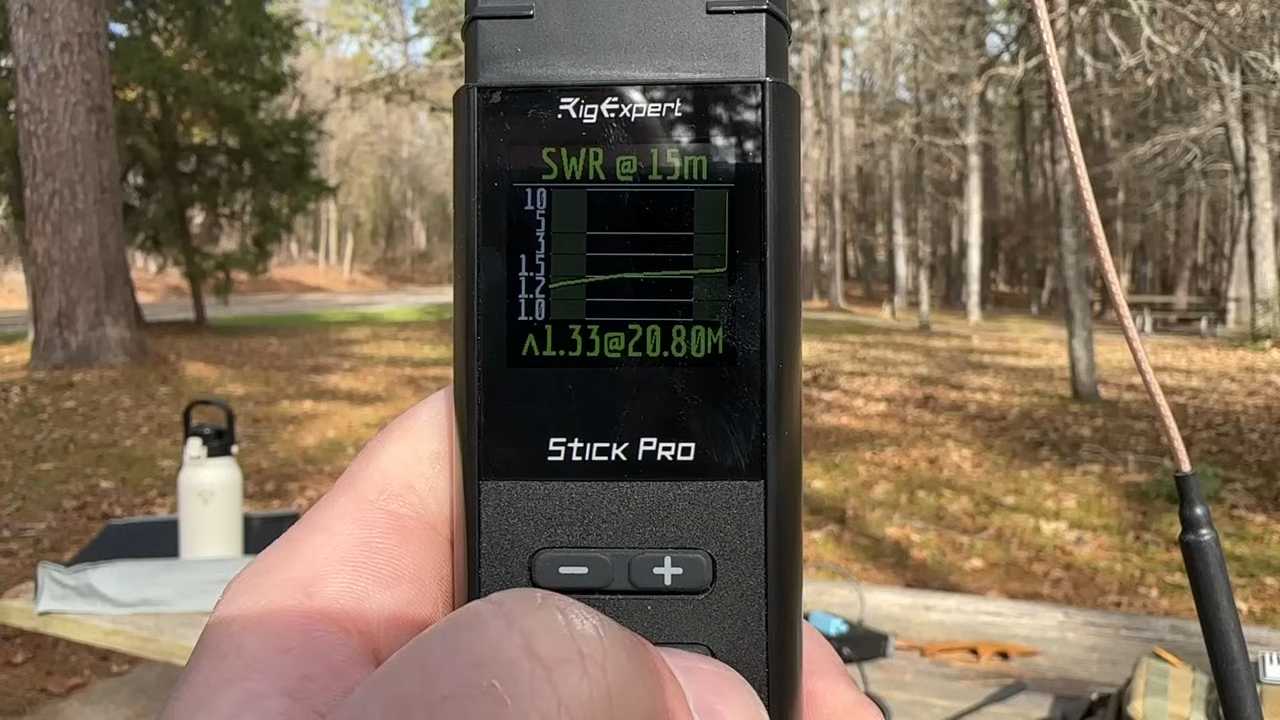 RigExpert
SWR @ 15m
10
5
3
1.5
1.2
1.0
^1.33@20.80M
Stick Pro
− +